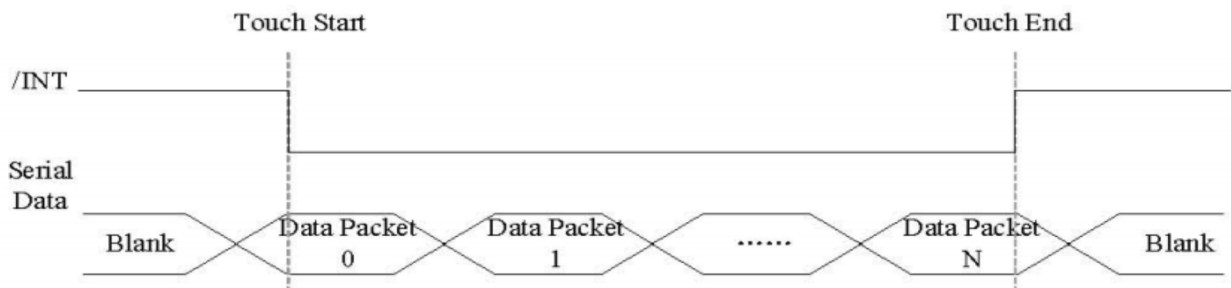 Touch Start
Touch End
/INT
Serial
Data
Blank
Data Packet
0
Data Packet
1
......
Data Packet
N
Blank